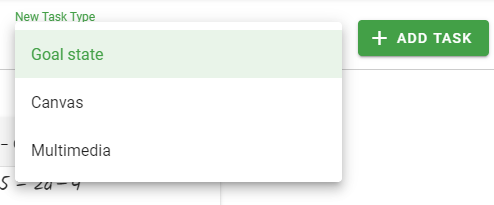 New Task Type
+ ADD TASK
Goal state
Canvas
Multimedia